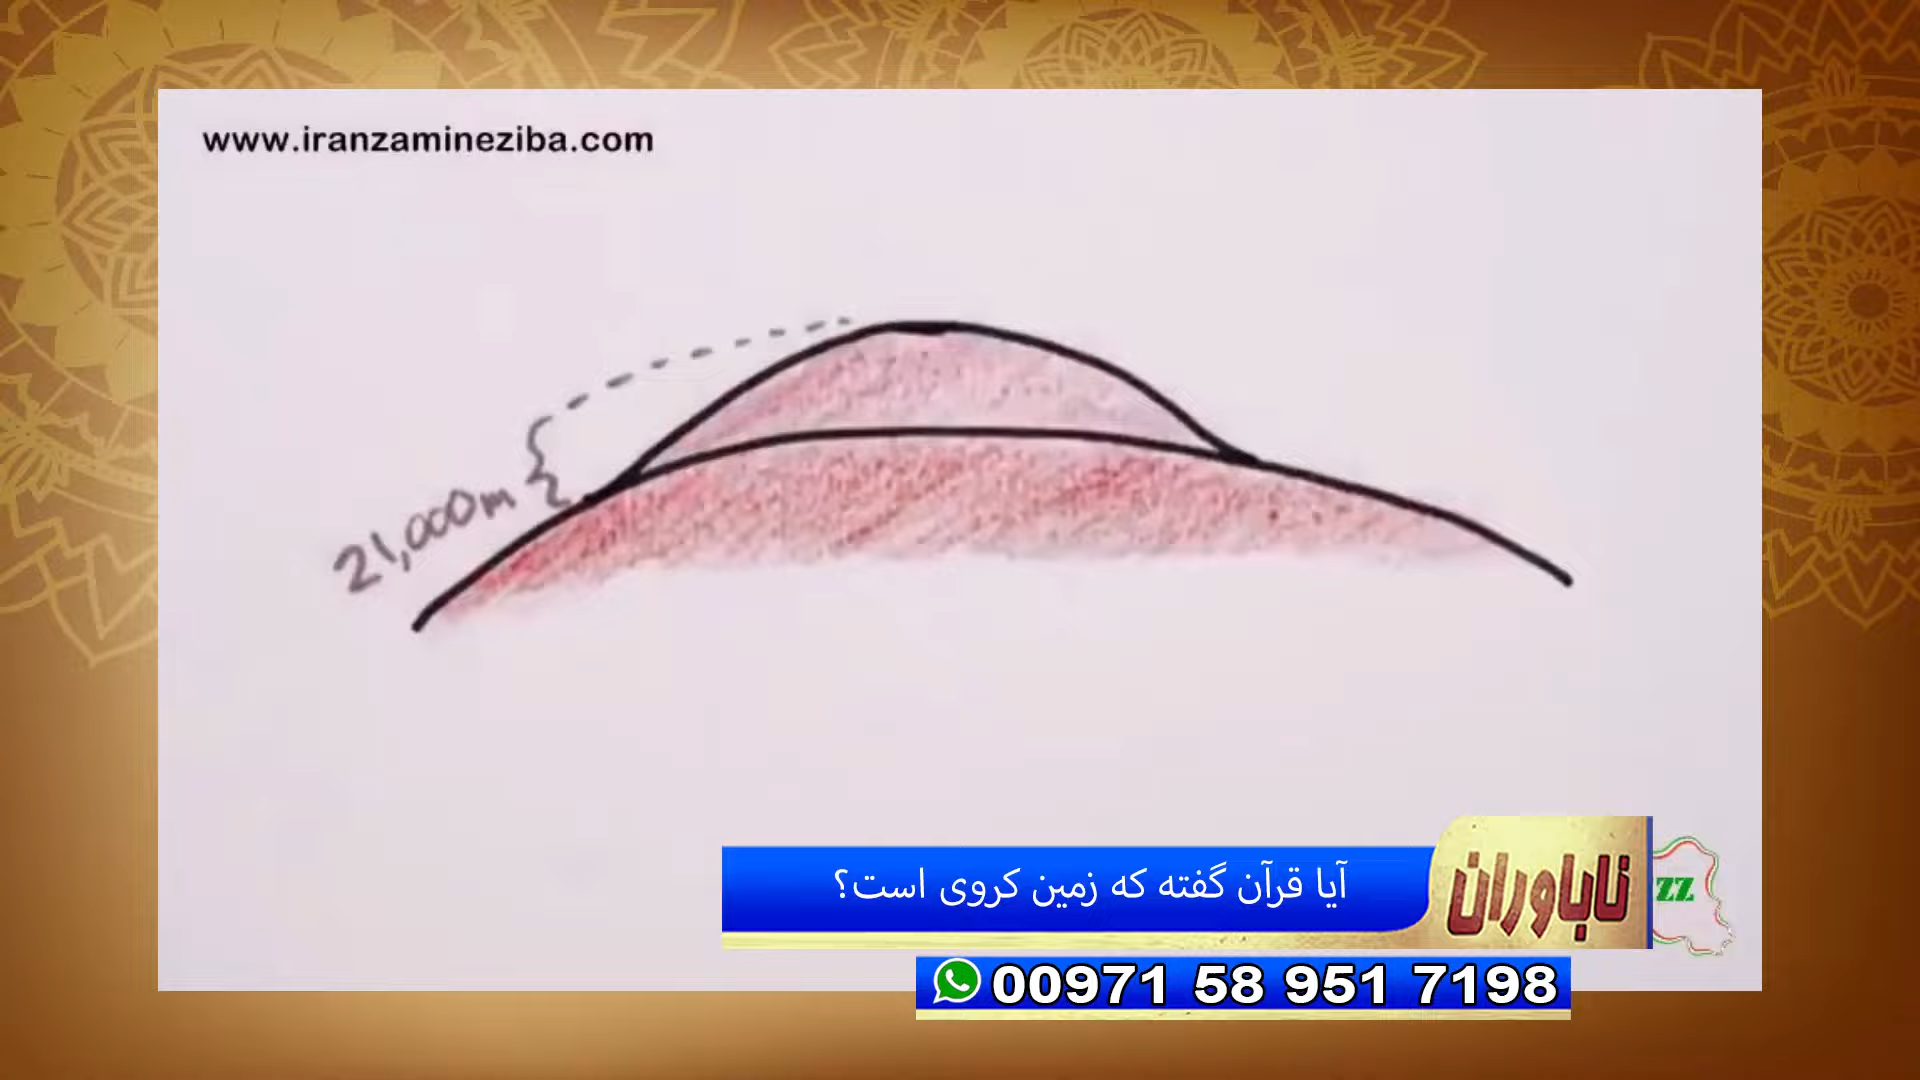 www.iranzamineziba.com
21,000m
آیا قرآن گفته که زمین کروی است؟
ناباوران
ZZ
00971 58 951 7198